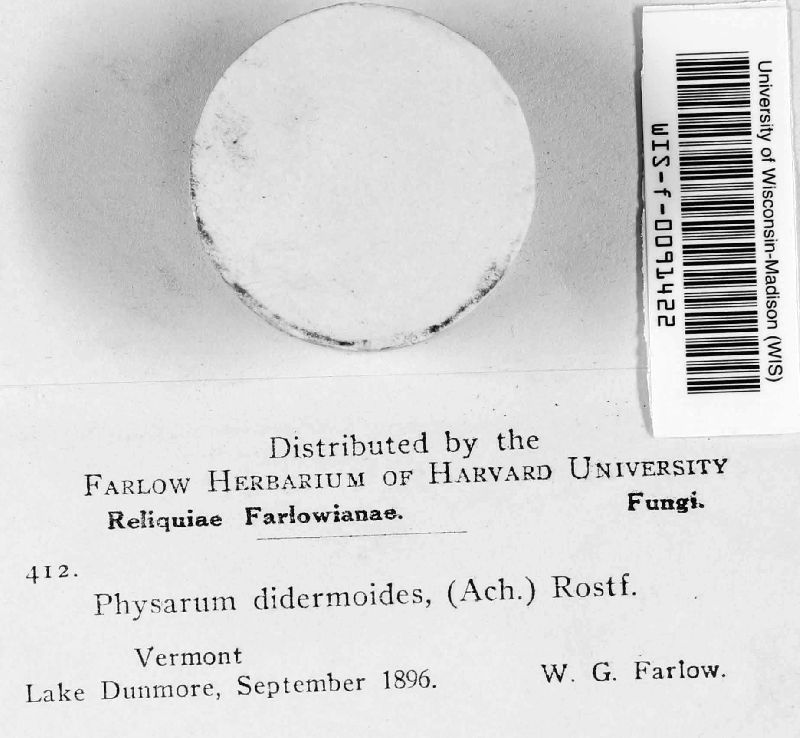 University of Wisconsin-Madison (WIS)
WIS-f-0091422
Distributed by the
FARLOW HERBARIUM OF HARVARD UNIVERSITY
Reliquiae Farlowianae. Fungi.
412.
Physarum didermoides, (Ach.) Rostf.
Vermont
Lake Dunmore, September 1896. W. G. Farlow.